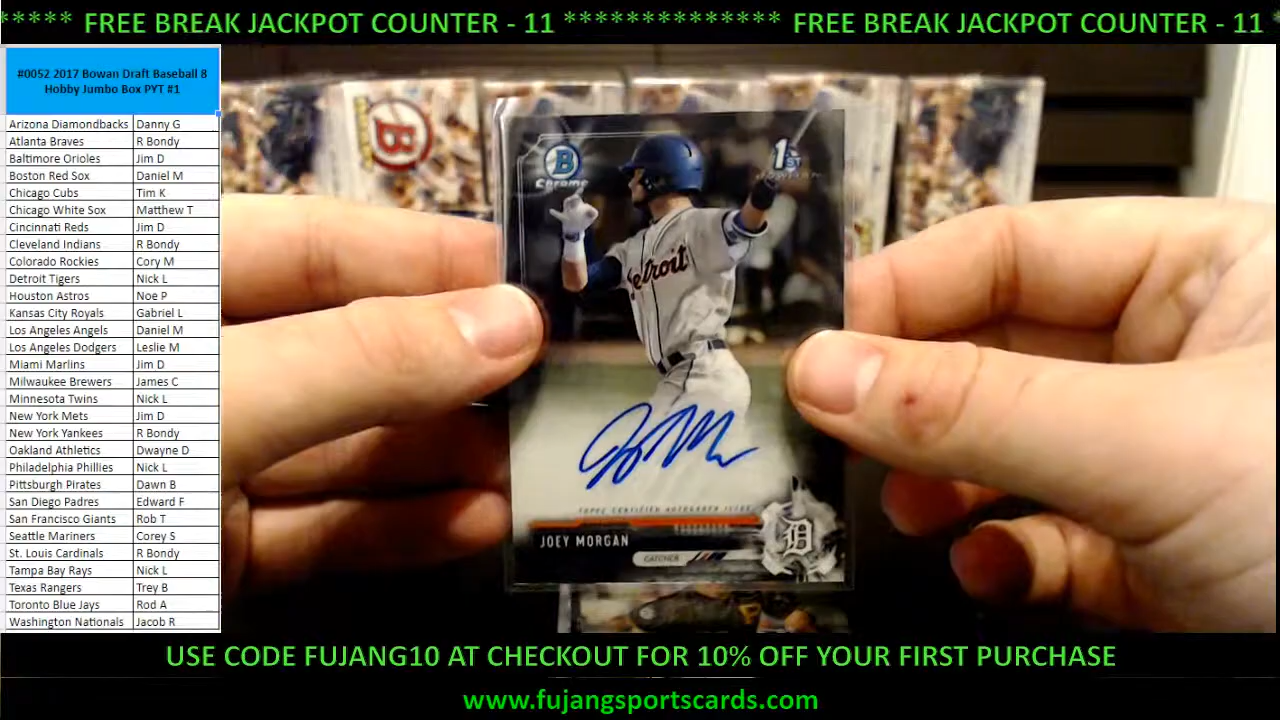 ***** FREE BREAK JACKPOT COUNTER - 11 ************** FREE BREAK JACKPOT COUNTER - 11 *
#0052 2017 Bowan Draft Baseball 8
Hobby Jumbo Box PYT #1
Arizona Diamondbacks Danny G
Atlanta Braves R Bondy
Baltimore Orioles Jim D
Boston Red Sox Daniel M
Chicago Cubs Tim K
Chicago White Sox Matthew T
Cincinnati Reds Jim D
Cleveland Indians R Bondy
Colorado Rockies Cory M
Detroit Tigers Nick L
Houston Astros Noe P
Kansas City Royals Gabriel L
Los Angeles Angels Daniel M
Los Angeles Dodgers Leslie M
Miami Marlins Jim D
Milwaukee Brewers James C
Minnesota Twins Nick L
New York Mets Jim D
New York Yankees R Bondy
Oakland Athletics Dwayne D
Philadelphia Phillies Nick L
Pittsburgh Pirates Dawn B
San Diego Padres Edward F
San Francisco Giants Rob T
Seattle Mariners Corey S
St. Louis Cardinals R Bondy
Tampa Bay Rays Nick L
Texas Rangers Trey B
Toronto Blue Jays Rod A
Washington Nationals Jacob R
B
B
Chrome
1ST
BOWMAN
Detroit
TOPPS CERTIFIED AUTOGRAPH ISSUE
JOEY MORGAN
CATCHER
D
USE CODE FUJANG10 AT CHECKOUT FOR 10% OFF YOUR FIRST PURCHASE
www.fujangsportscards.com